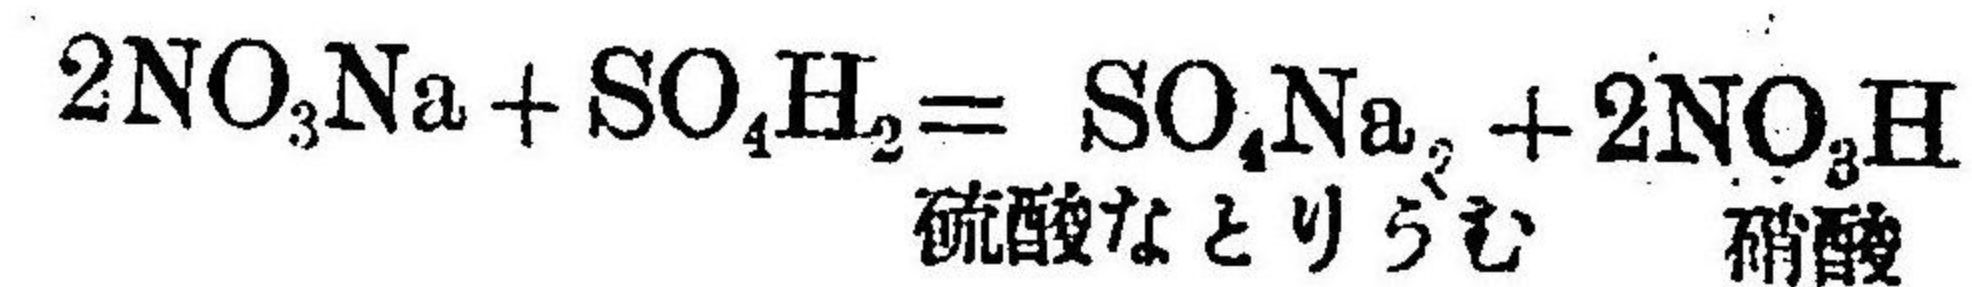 2NO₃Na + SO₄H₂ = SO₄Na₂ + 2NO₃H
硫酸なとりうむ 硝酸